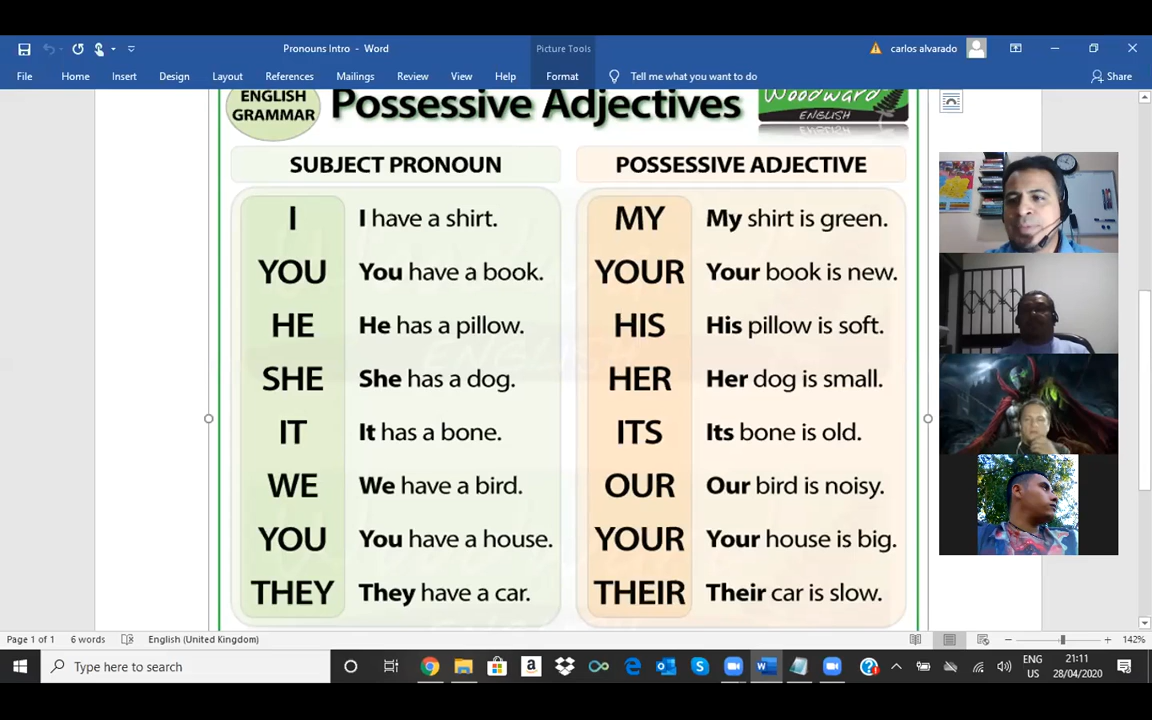 Pronouns Intro - Word
Picture Tools
carlos alvarado
File
Home
Insert
Design
Layout
References
Mailings
Review
View
Help
Format
Tell me what you want to do
Share
ENGLISH
GRAMMAR
Possessive Adjectives
Woodward
ENGLISH
SUBJECT PRONOUN
POSSESSIVE ADJECTIVE
I
I have a shirt.
MY
My shirt is green.
YOU
You have a book.
YOUR
Your book is new.
HE
He has a pillow.
HIS
His pillow is soft.
SHE
She has a dog.
HER
Her dog is small.
IT
It has a bone.
ITS
Its bone is old.
WE
We have a bird.
OUR
Our bird is noisy.
YOU
You have a house.
YOUR
Your house is big.
THEY
They have a car.
THEIR
Their car is slow.
Page 1 of 1
6 words
English (United Kingdom)
142%
Type here to search
ENG
US
21:11
28/04/2020